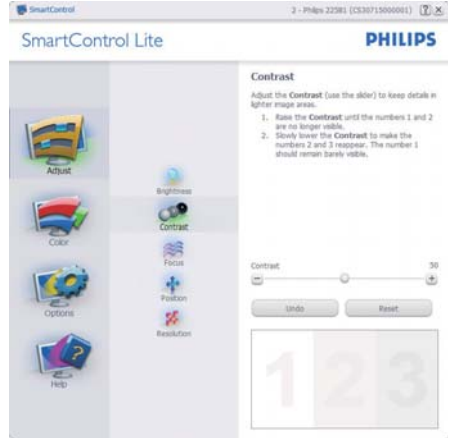 SmartControl
2 - Philips 225B1 (CS30715000001)
SmartControl Lite
PHILIPS
Adjust
Color
Options
Help
Brightness
Contrast
Focus
Position
Resolution
Contrast
Adjust the Contrast (use the slider) to keep details in
lighter image areas.
1. Raise the Contrast until the numbers 1 and 2
are no longer visible.
2. Slowly lower the Contrast to make the
numbers 2 and 3 reappear. The number 1
should remain barely visible.
Contrast
50
Undo
Reset
1 2 3